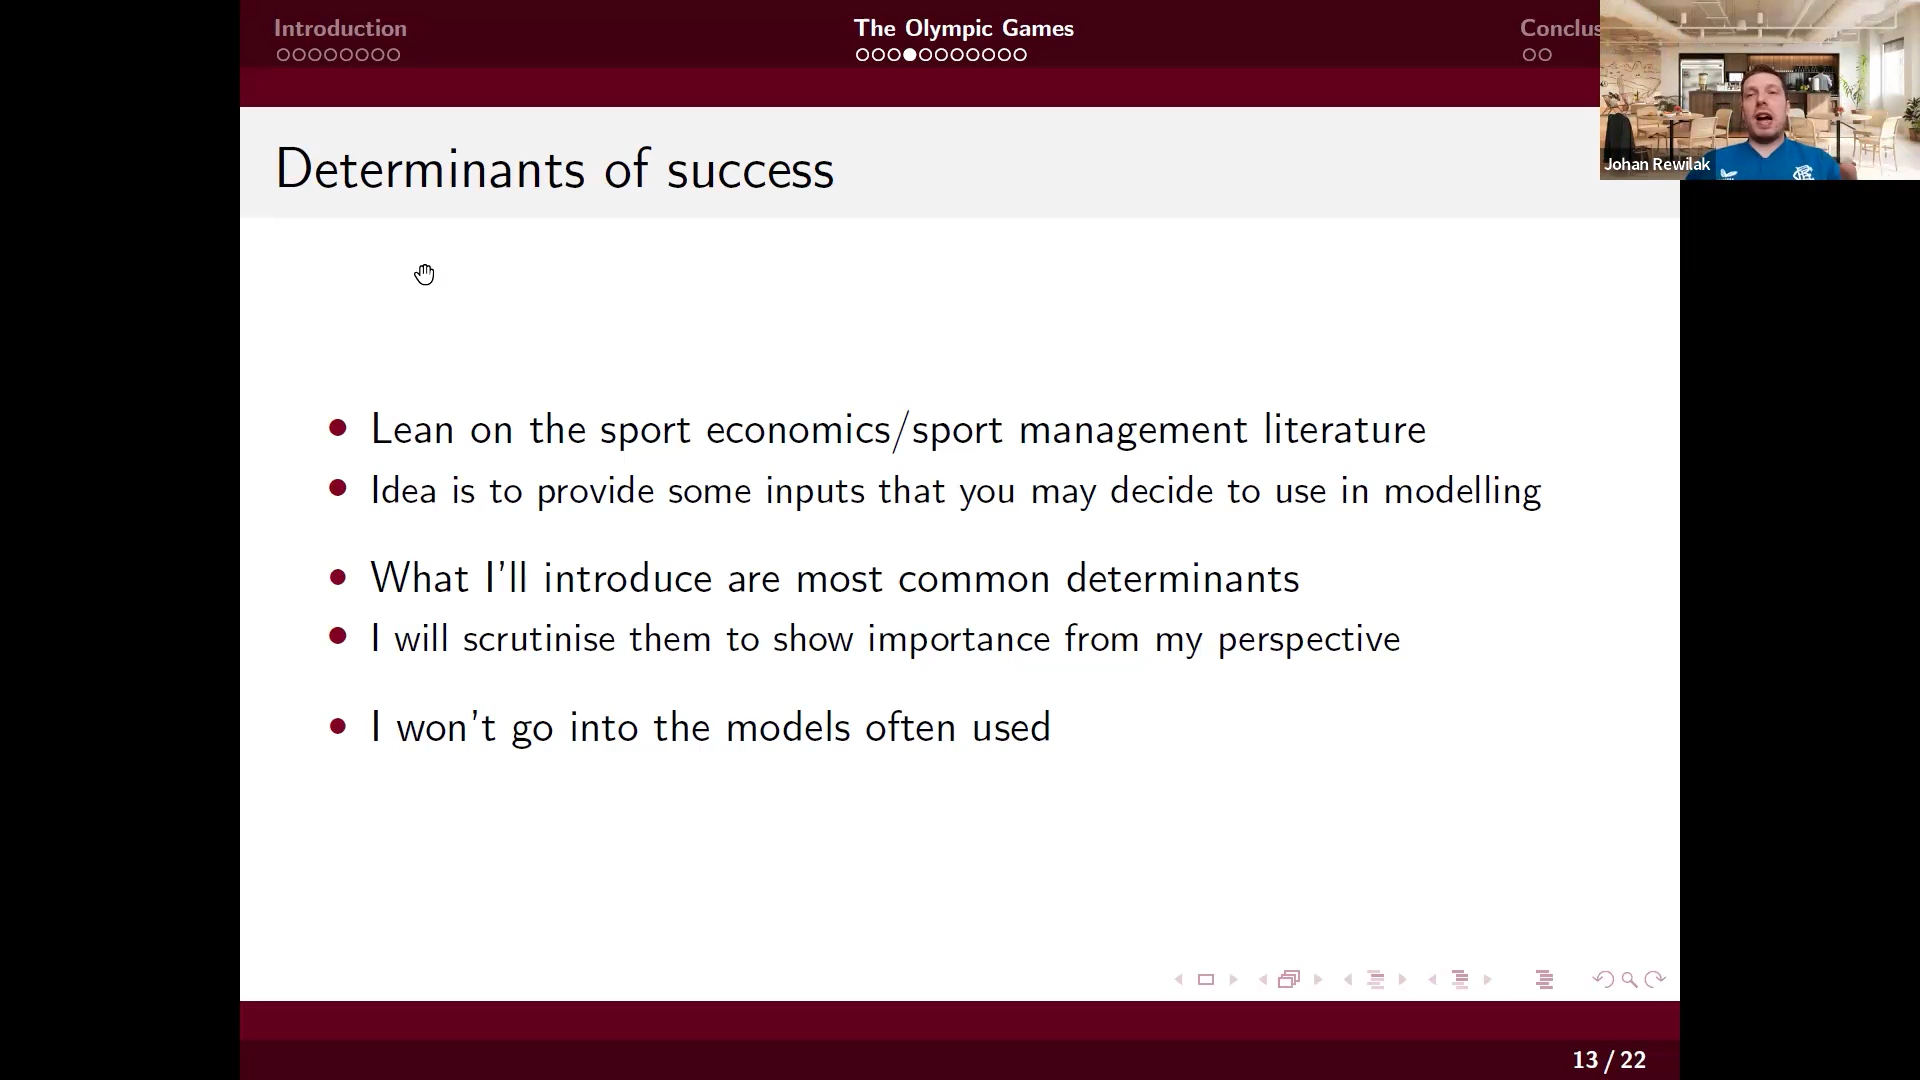 Introduction
The Olympic Games
Conclus
Johan Rewilak
Determinants of success
Lean on the sport economics/sport management literature
Idea is to provide some inputs that you may decide to use in modelling
What I'll introduce are most common determinants
I will scrutinise them to show importance from my perspective
I won't go into the models often used
13 / 22